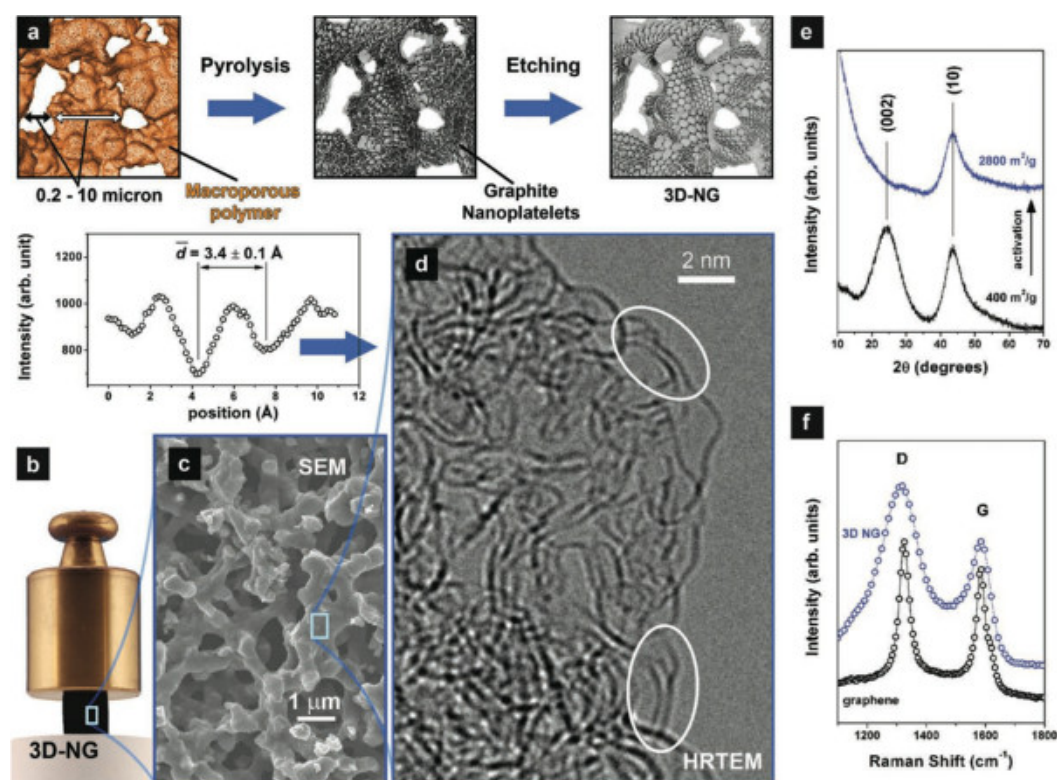 a
Pyrolysis
Etching
0.2 - 10 micron
Macroporous
polymer
Graphite
Nanoplatelets
3D-NG
d̅ = 3.4 ± 0.1 Å
Intensity (arb. unit)
1200
1000
800
0 2 4 6 8 10 12
position (Å)
b
3D-NG
c
SEM
1 μm
d
2 nm
HRTEM
e
(002)
(10)
2800 m²/g
activation
400 m²/g
Intensity (arb. units)
10 20 30 40 50 60 70
2θ (degrees)
f
D
G
3D NG
graphene
Intensity (arb. units)
1200 1400 1600 1800
Raman Shift (cm⁻¹)